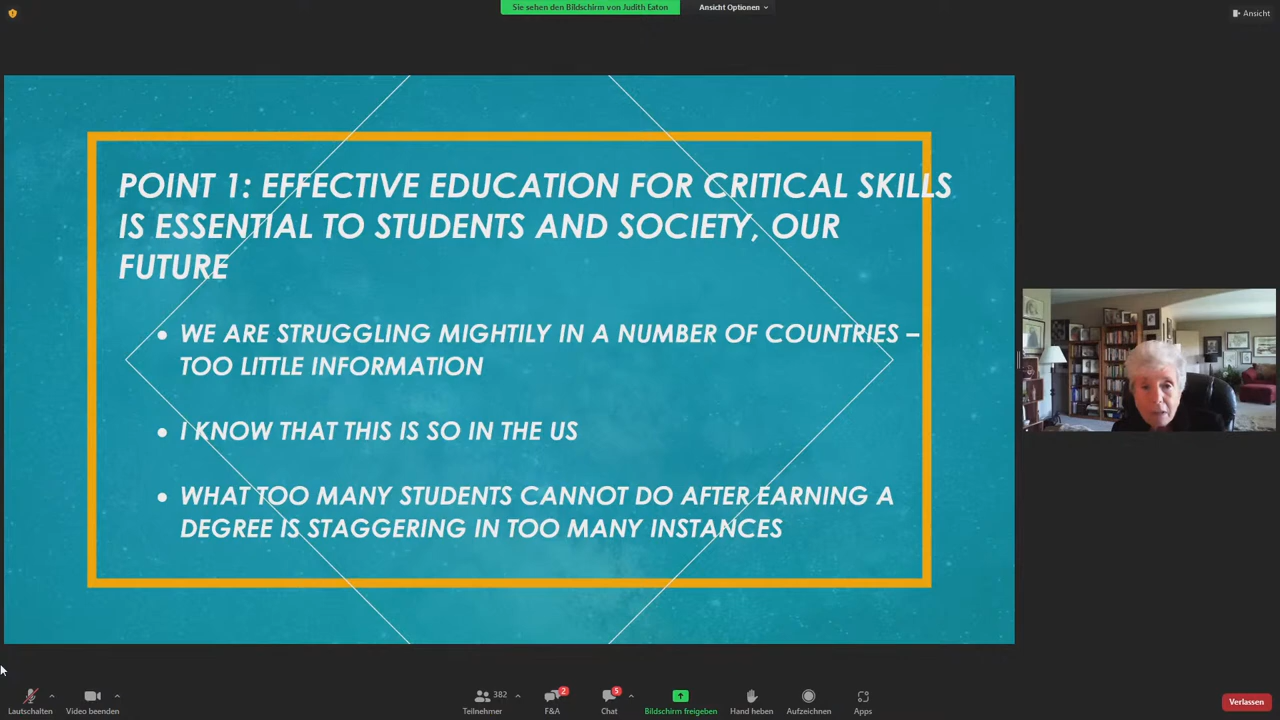 Sie sehen den Bildschirm von Judith Eaton
Ansicht Optionen
Ansicht
POINT 1: EFFECTIVE EDUCATION FOR CRITICAL SKILLS
IS ESSENTIAL TO STUDENTS AND SOCIETY, OUR
FUTURE
• WE ARE STRUGGLING MIGHTILY IN A NUMBER OF COUNTRIES –
TOO LITTLE INFORMATION
• I KNOW THAT THIS IS SO IN THE US
• WHAT TOO MANY STUDENTS CANNOT DO AFTER EARNING A
DEGREE IS STAGGERING IN TOO MANY INSTANCES
Lautschalten
Video beenden
382
Teilnehmer
2
F&A
5
Chat
Bildschirm freigeben
Hand heben
Aufzeichnen
Apps
Verlassen